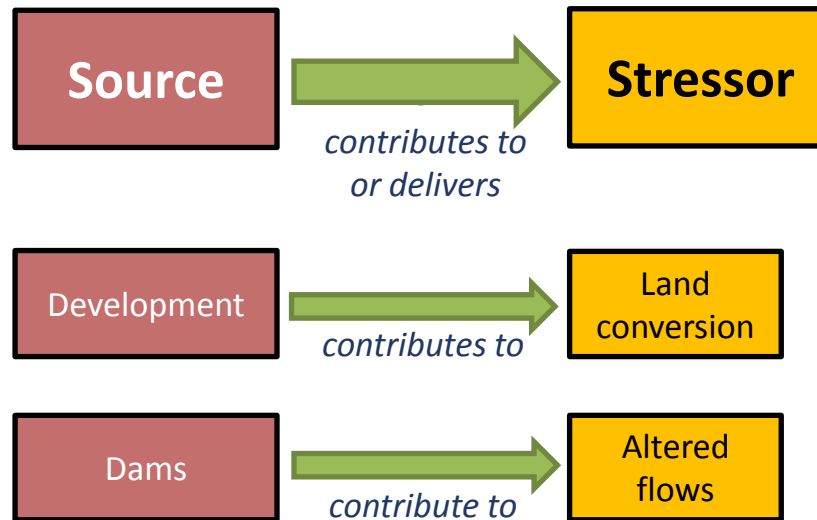 Source
Stressor
contributes to
or delivers
Development
contributes to
Land
conversion
Dams
contribute to
Altered
flows